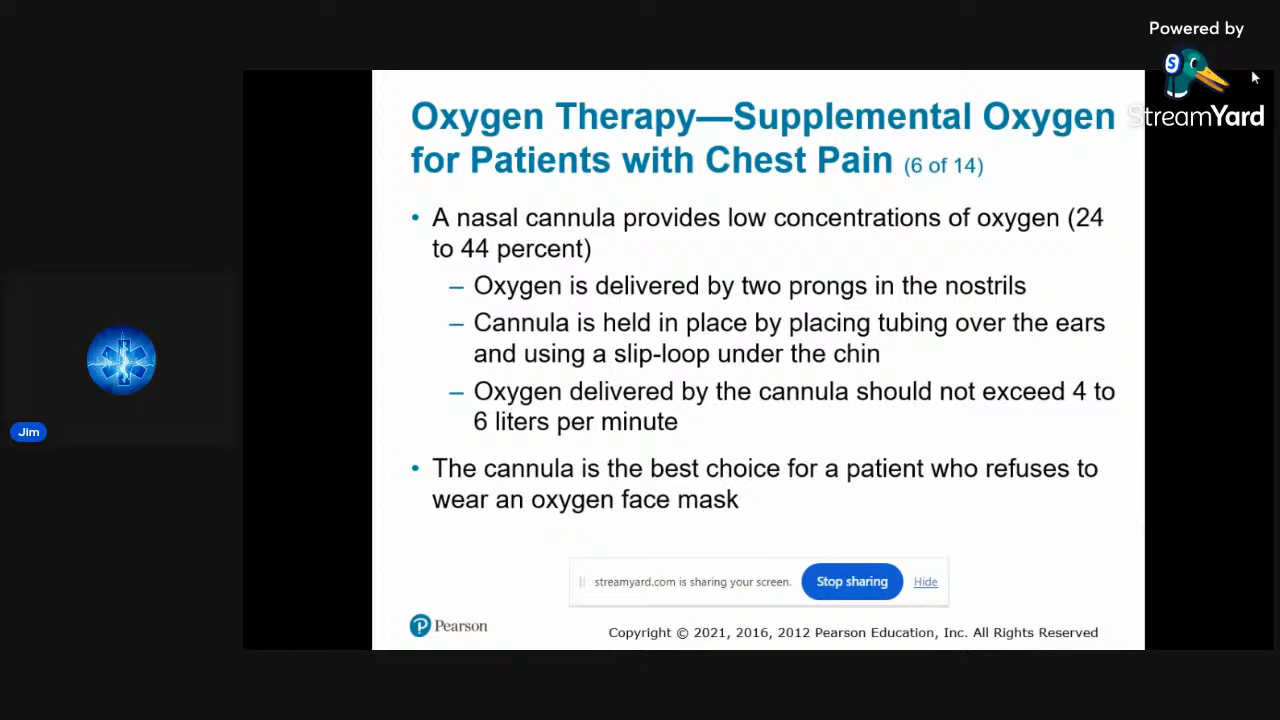 Powered by
StreamYard
Oxygen Therapy—Supplemental Oxygen
for Patients with Chest Pain (6 of 14)
• A nasal cannula provides low concentrations of oxygen (24
to 44 percent)
– Oxygen is delivered by two prongs in the nostrils
– Cannula is held in place by placing tubing over the ears
and using a slip-loop under the chin
– Oxygen delivered by the cannula should not exceed 4 to
6 liters per minute
• The cannula is the best choice for a patient who refuses to
wear an oxygen face mask
Jim
streamyard.com is sharing your screen. Stop sharing Hide
Pearson
Copyright © 2021, 2016, 2012 Pearson Education, Inc. All Rights Reserved